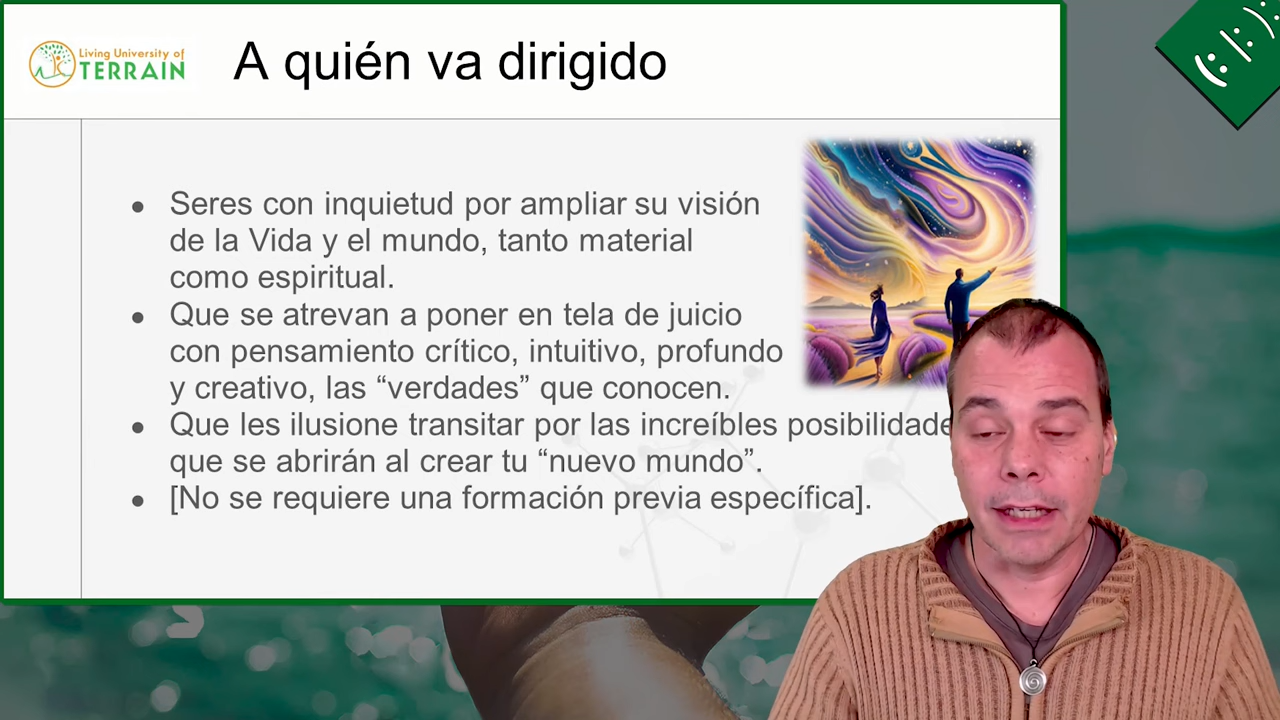 Living University of
TERRAIN
A quién va dirigido
Seres con inquietud por ampliar su visión
de la Vida y el mundo, tanto material
como espiritual.
Que se atrevan a poner en tela de juicio
con pensamiento crítico, intuitivo, profundo
y creativo, las “verdades” que conocen.
Que les ilusione transitar por las increíbles posibilidade
que se abrirán al crear tu “nuevo mundo”.
[No se requiere una formación previa específica].